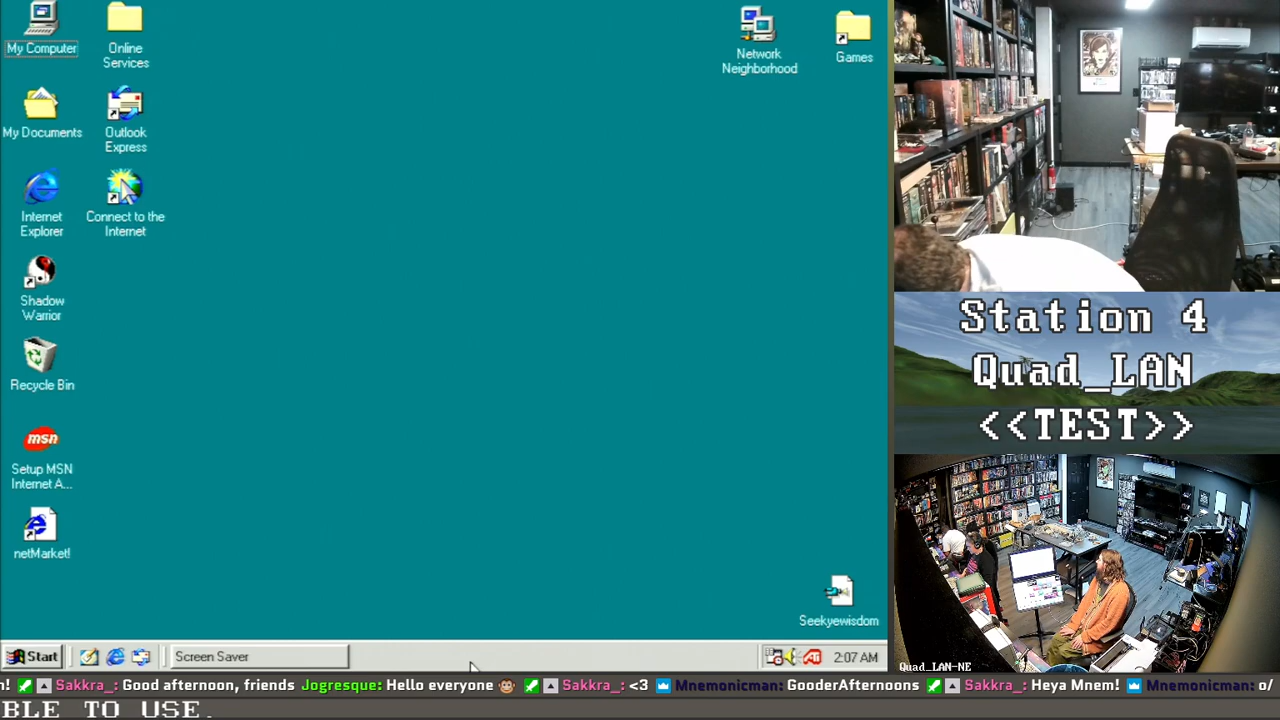 My Computer
Online
Services
Network
Neighborhood
Games
My Documents
Outlook
Express
Internet
Explorer
Connect to the
Internet
Shadow
Warrior
Recycle Bin
msn
Setup MSN
Internet A...
netMarket!
Seekyewisdom
Start
Screen Saver
ATI
2:07 AM
Station 4
Quad_LAN
<<TEST>>
Quad_LAN-NE
n! Sakkra_: Good afternoon, friends Jogresque: Hello everyone 🐵 Sakkra_: <3 Mnemonicman: GooderAfternoons Sakkra_: Heya Mnem! Mnemonicman: o/
BLE TO USE.